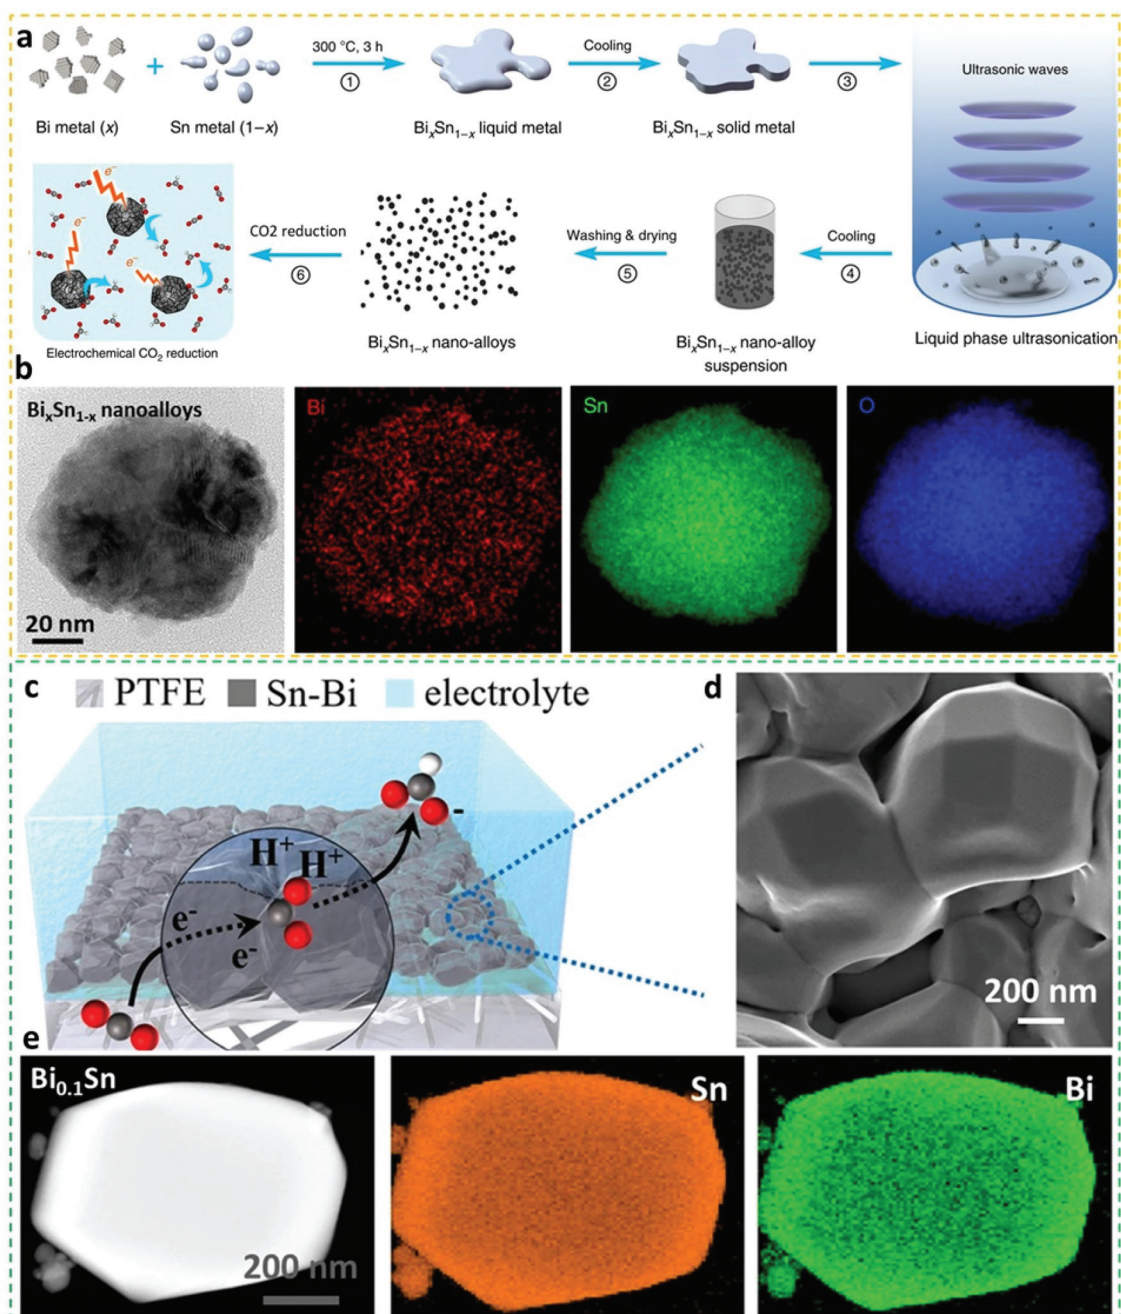 a
Bi metal (x)
+
Sn metal (1−x)
300 °C, 3 h
①
BiₓSn₁₋ₓ liquid metal
Cooling
②
BiₓSn₁₋ₓ solid metal
③
Ultrasonic waves
Liquid phase ultrasonication
Cooling
④
BiₓSn₁₋ₓ nano-alloy
suspension
Washing & drying
⑤
BiₓSn₁₋ₓ nano-alloys
CO2 reduction
⑥
e⁻
e⁻
e⁻
Electrochemical CO₂ reduction
b
BiₓSn₁₋ₓ nanoalloys
20 nm
Bi
Sn
O
c
PTFE
Sn-Bi
electrolyte
H⁺
H⁺
e⁻
e⁻
-
d
200 nm
e
Bi₀.₁Sn
200 nm
Sn
Bi